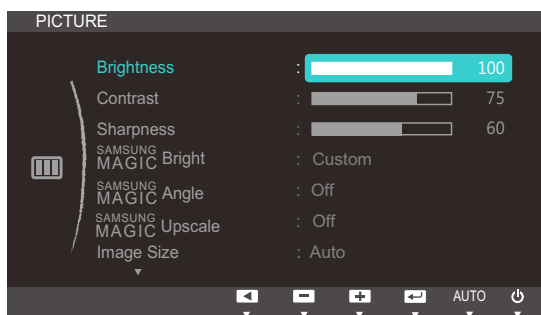 PICTURE
Brightness : 100
Contrast : 75
Sharpness : 60
SAMSUNG MAGIC Bright : Custom
SAMSUNG MAGIC Angle : Off
SAMSUNG MAGIC Upscale : Off
Image Size : Auto
AUTO